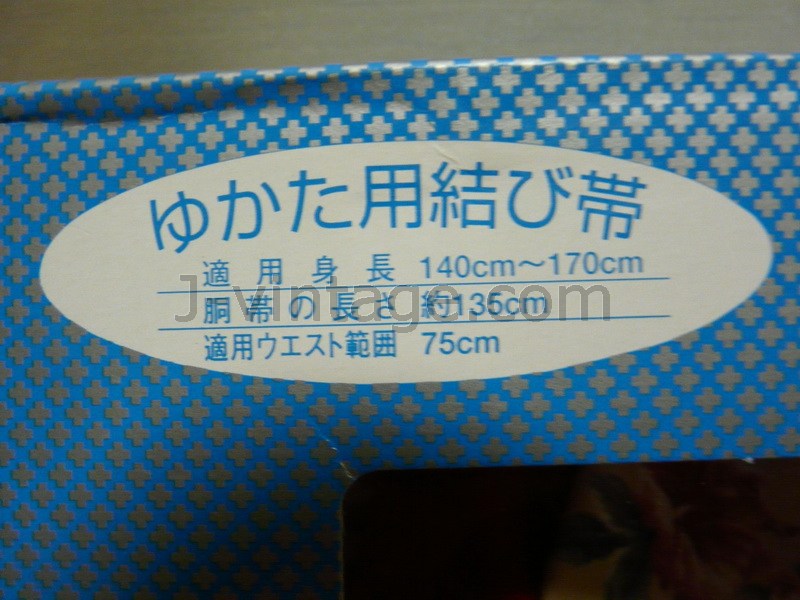 ゆかた用結び帯
適用身長 140cm〜170cm
胴帯の長さ 約135cm
適用ウエスト範囲 75cm
J-vintage.com